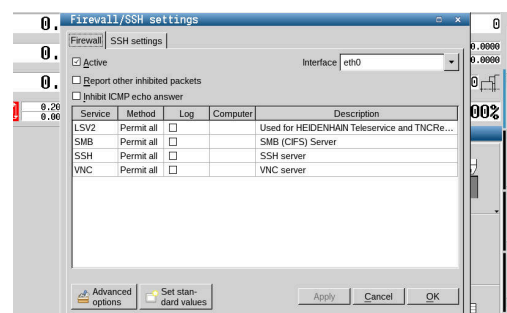 Firewall/SSH settings
0.
0
Firewall SSH settings
0.
0.0000
Active
Interface eth0
0.0000
0.
Report other inhibited packets
0
Inhibit ICMP echo answer
0.20
0.00
00%
Service Method Log Computer Description
LSV2 Permit all Used for HEIDENHAIN Teleservice and TNCRe...
SMB Permit all SMB (CIFS) Server
SSH Permit all SSH server
VNC Permit all VNC server
Advanced
options
Set stan-
dard values
Apply Cancel OK